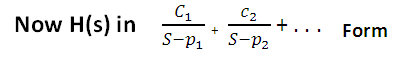 Now H(s) in C₁/(S−p₁) + c₂/(S−p₂) + . . . Form